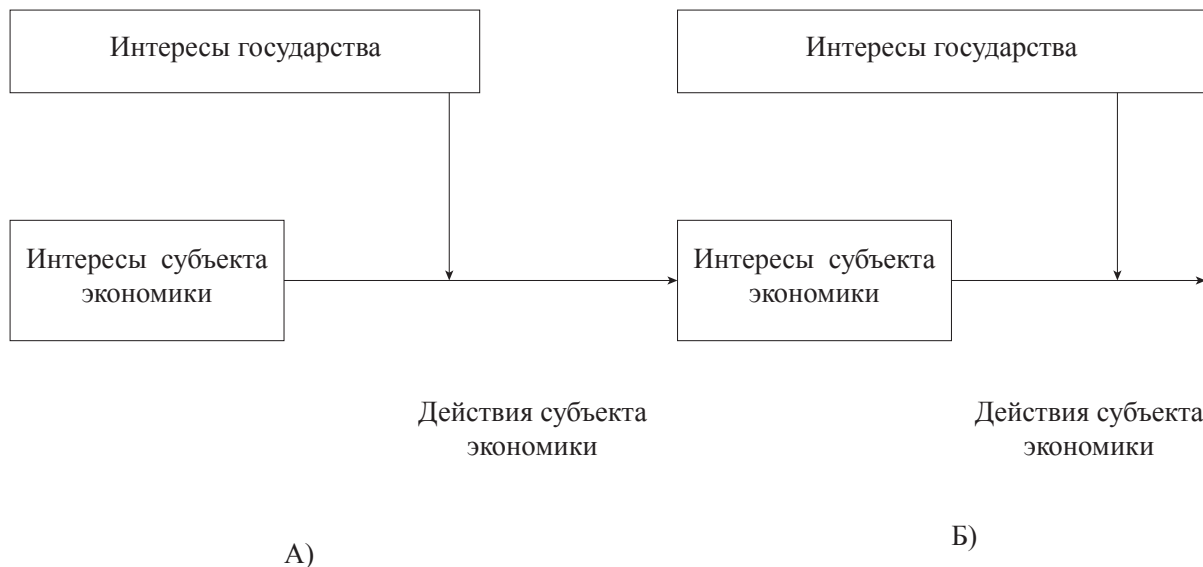 Интересы государства
Интересы государства
Интересы субъекта
экономики
Интересы субъекта
экономики
Действия субъекта
экономики
Действия субъекта
экономики
А)
Б)